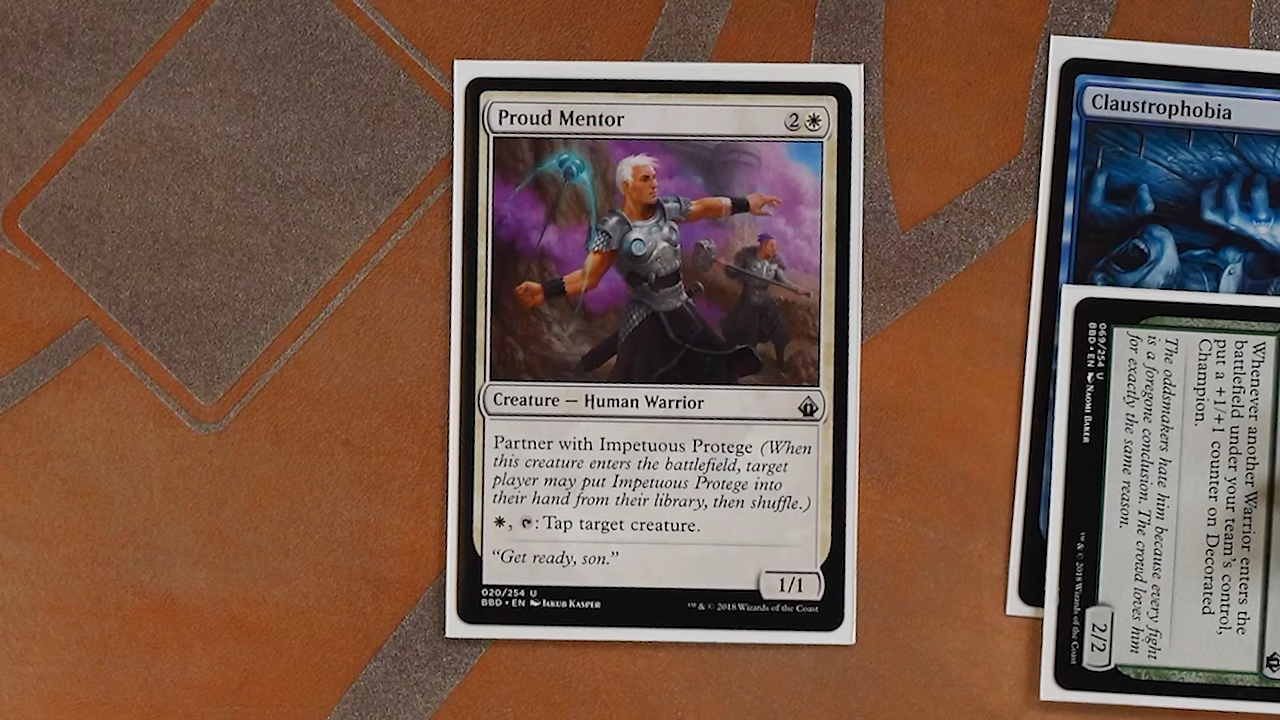 Proud Mentor 2
Creature — Human Warrior
Partner with Impetuous Protege (When
this creature enters the battlefield, target
player may put Impetuous Protege into
their hand from their library, then shuffle.)
, : Tap target creature.
"Get ready, son."
1/1
020/254 U
BBD • EN Jakub Kasper
™ & © 2018 Wizards of the Coast
Claustrophobia
Whenever another Warrior enters the
battlefield under your team's control,
put a +1/+1 counter on Decorated
Champion.
The oddsmakers hate him because every fight
is a foregone conclusion. The crowd loves him
for exactly the same reason.
2/2
069/254 U
BBD • EN Naomi Baker
™ & © 2018 Wizards of the Coast